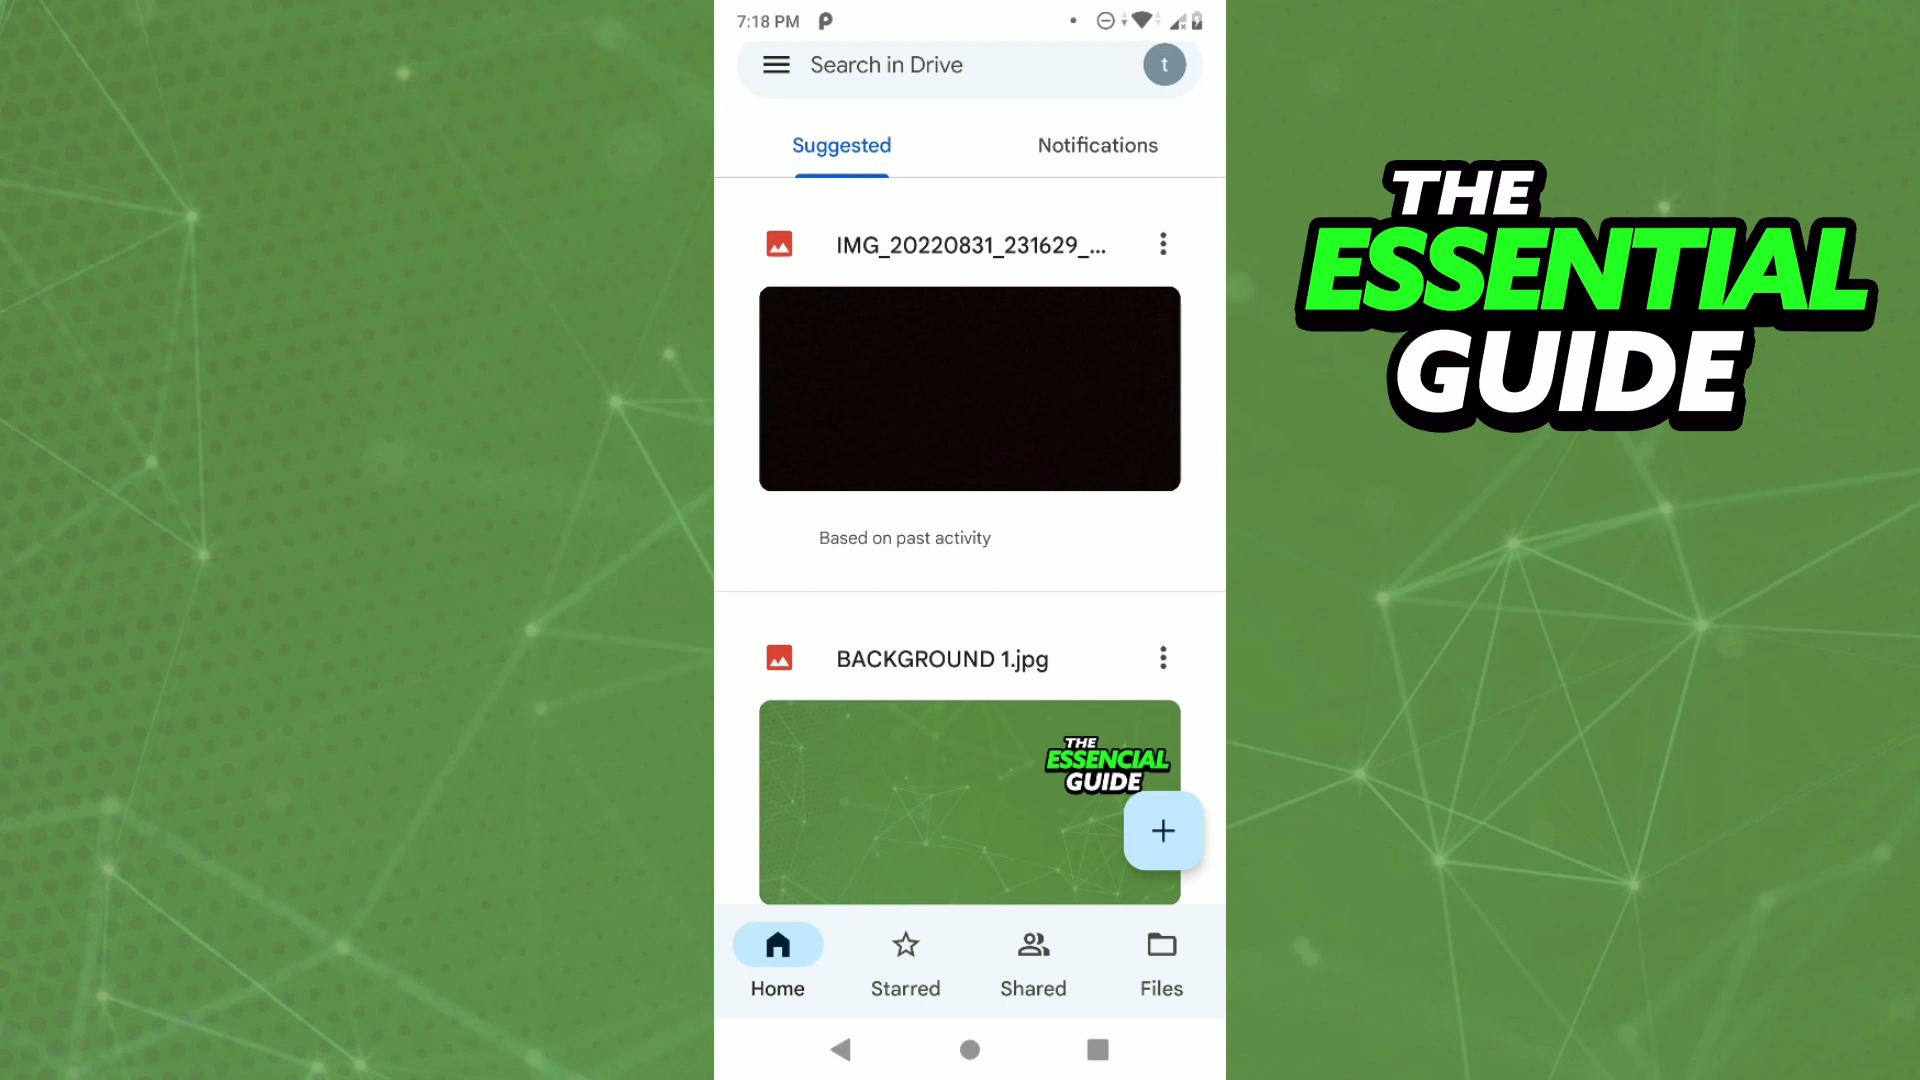 7:18 PM
Search in Drive
t
Suggested
Notifications
IMG_20220831_231629_...
Based on past activity
BACKGROUND 1.jpg
THE
ESSENCIAL
GUIDE
Home
Starred
Shared
Files
THE
ESSENTIAL
GUIDE